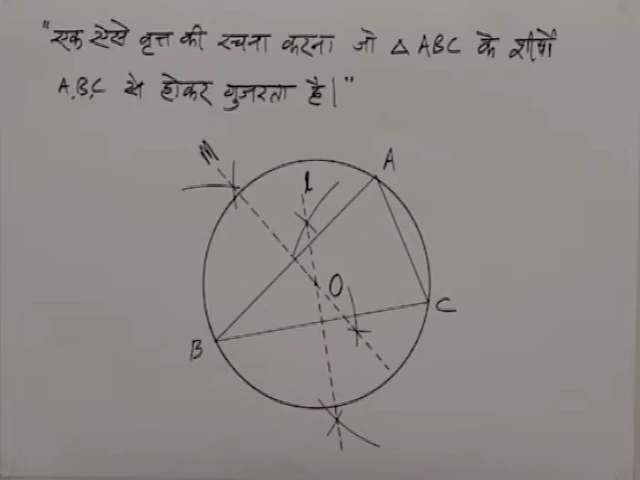 "एक ऐसे वृत्त की रचना करना जो △ ABC के शीर्षों
A,B,C से होकर गुजरता है।"
M
l
A
O
C
B